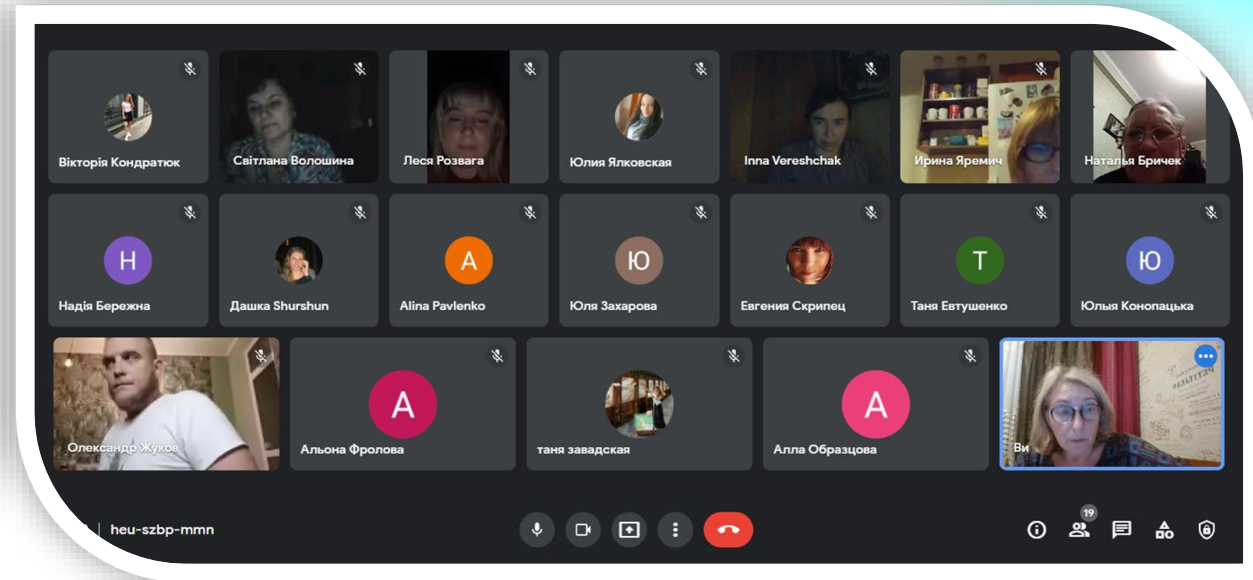 Вікторія Кондратюк
Світлана Волошина
Леся Розвага
Юлия Ялковская
Inna Vereshchak
Ирина Яремич
Наталья Бричек
Н
Надія Бережна
Дашка Shurshun
А
Alina Pavlenko
Ю
Юля Захарова
Евгения Скрипец
Т
Таня Евтушенко
Ю
Юлыя Конопацька
Олександр Жуков
А
Альона Фролова
таня завадская
А
Алла Образцова
Ви
| heu-szbp-mmn
19